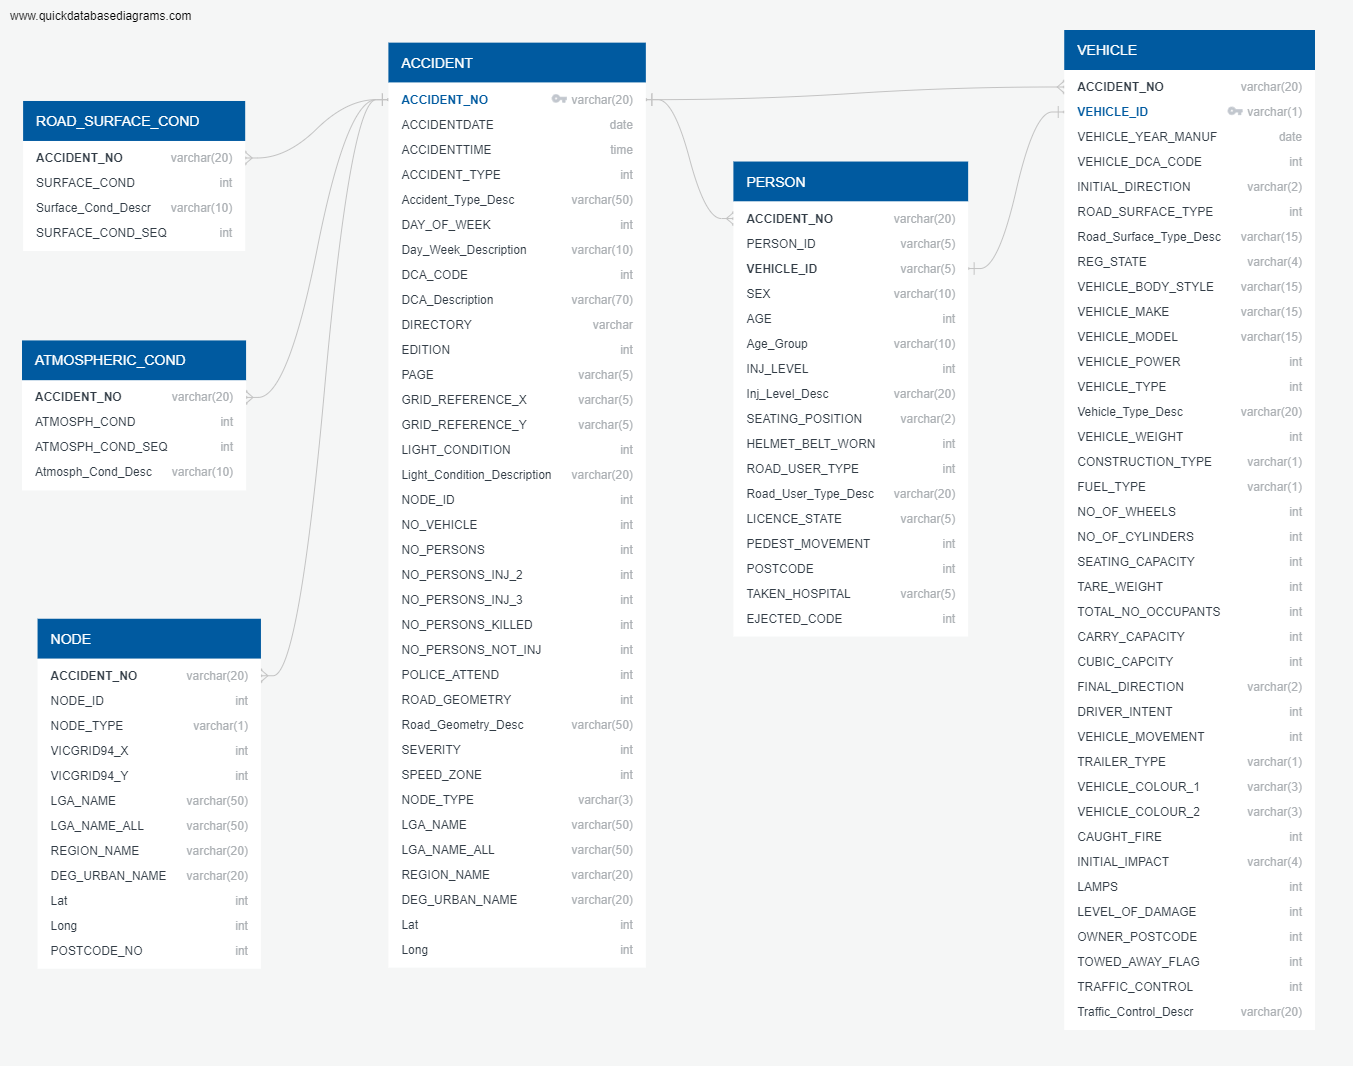 www.quickdatabasediagrams.com
ROAD_SURFACE_COND
ACCIDENT_NO varchar(20)
SURFACE_COND int
Surface_Cond_Descr varchar(10)
SURFACE_COND_SEQ int
ATMOSPHERIC_COND
ACCIDENT_NO varchar(20)
ATMOSPH_COND int
ATMOSPH_COND_SEQ int
Atmosph_Cond_Desc varchar(10)
NODE
ACCIDENT_NO varchar(20)
NODE_ID int
NODE_TYPE varchar(1)
VICGRID94_X int
VICGRID94_Y int
LGA_NAME varchar(50)
LGA_NAME_ALL varchar(50)
REGION_NAME varchar(20)
DEG_URBAN_NAME varchar(20)
Lat int
Long int
POSTCODE_NO int
ACCIDENT
ACCIDENT_NO varchar(20)
ACCIDENTDATE date
ACCIDENTTIME time
ACCIDENT_TYPE int
Accident_Type_Desc varchar(50)
DAY_OF_WEEK int
Day_Week_Description varchar(10)
DCA_CODE int
DCA_Description varchar(70)
DIRECTORY varchar
EDITION int
PAGE varchar(5)
GRID_REFERENCE_X varchar(5)
GRID_REFERENCE_Y varchar(5)
LIGHT_CONDITION int
Light_Condition_Description varchar(20)
NODE_ID int
NO_VEHICLE int
NO_PERSONS int
NO_PERSONS_INJ_2 int
NO_PERSONS_INJ_3 int
NO_PERSONS_KILLED int
NO_PERSONS_NOT_INJ int
POLICE_ATTEND int
ROAD_GEOMETRY int
Road_Geometry_Desc varchar(50)
SEVERITY int
SPEED_ZONE int
NODE_TYPE varchar(3)
LGA_NAME varchar(50)
LGA_NAME_ALL varchar(50)
REGION_NAME varchar(20)
DEG_URBAN_NAME varchar(20)
Lat int
Long int
PERSON
ACCIDENT_NO varchar(20)
PERSON_ID varchar(5)
VEHICLE_ID varchar(5)
SEX varchar(10)
AGE int
Age_Group varchar(10)
INJ_LEVEL int
Inj_Level_Desc varchar(20)
SEATING_POSITION varchar(2)
HELMET_BELT_WORN int
ROAD_USER_TYPE int
Road_User_Type_Desc varchar(20)
LICENCE_STATE varchar(5)
PEDEST_MOVEMENT int
POSTCODE int
TAKEN_HOSPITAL varchar(5)
EJECTED_CODE int
VEHICLE
ACCIDENT_NO varchar(20)
VEHICLE_ID varchar(1)
VEHICLE_YEAR_MANUF date
VEHICLE_DCA_CODE int
INITIAL_DIRECTION varchar(2)
ROAD_SURFACE_TYPE int
Road_Surface_Type_Desc varchar(15)
REG_STATE varchar(4)
VEHICLE_BODY_STYLE varchar(15)
VEHICLE_MAKE varchar(15)
VEHICLE_MODEL varchar(15)
VEHICLE_POWER int
VEHICLE_TYPE int
Vehicle_Type_Desc varchar(20)
VEHICLE_WEIGHT int
CONSTRUCTION_TYPE varchar(1)
FUEL_TYPE varchar(1)
NO_OF_WHEELS int
NO_OF_CYLINDERS int
SEATING_CAPACITY int
TARE_WEIGHT int
TOTAL_NO_OCCUPANTS int
CARRY_CAPACITY int
CUBIC_CAPCITY int
FINAL_DIRECTION varchar(2)
DRIVER_INTENT int
VEHICLE_MOVEMENT int
TRAILER_TYPE varchar(1)
VEHICLE_COLOUR_1 varchar(3)
VEHICLE_COLOUR_2 varchar(3)
CAUGHT_FIRE int
INITIAL_IMPACT varchar(4)
LAMPS int
LEVEL_OF_DAMAGE int
OWNER_POSTCODE int
TOWED_AWAY_FLAG int
TRAFFIC_CONTROL int
Traffic_Control_Descr varchar(20)